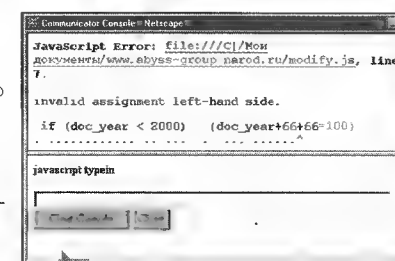 Communicator Console - Netscape
JavaScript Error: file:///C|/Мои
документы/www.abyss-group narod.ru/modify.js, line
7.
invalid assignment left-hand side.
if (doc_year < 2000) (doc_year+66+66=100)
^
javascript typein